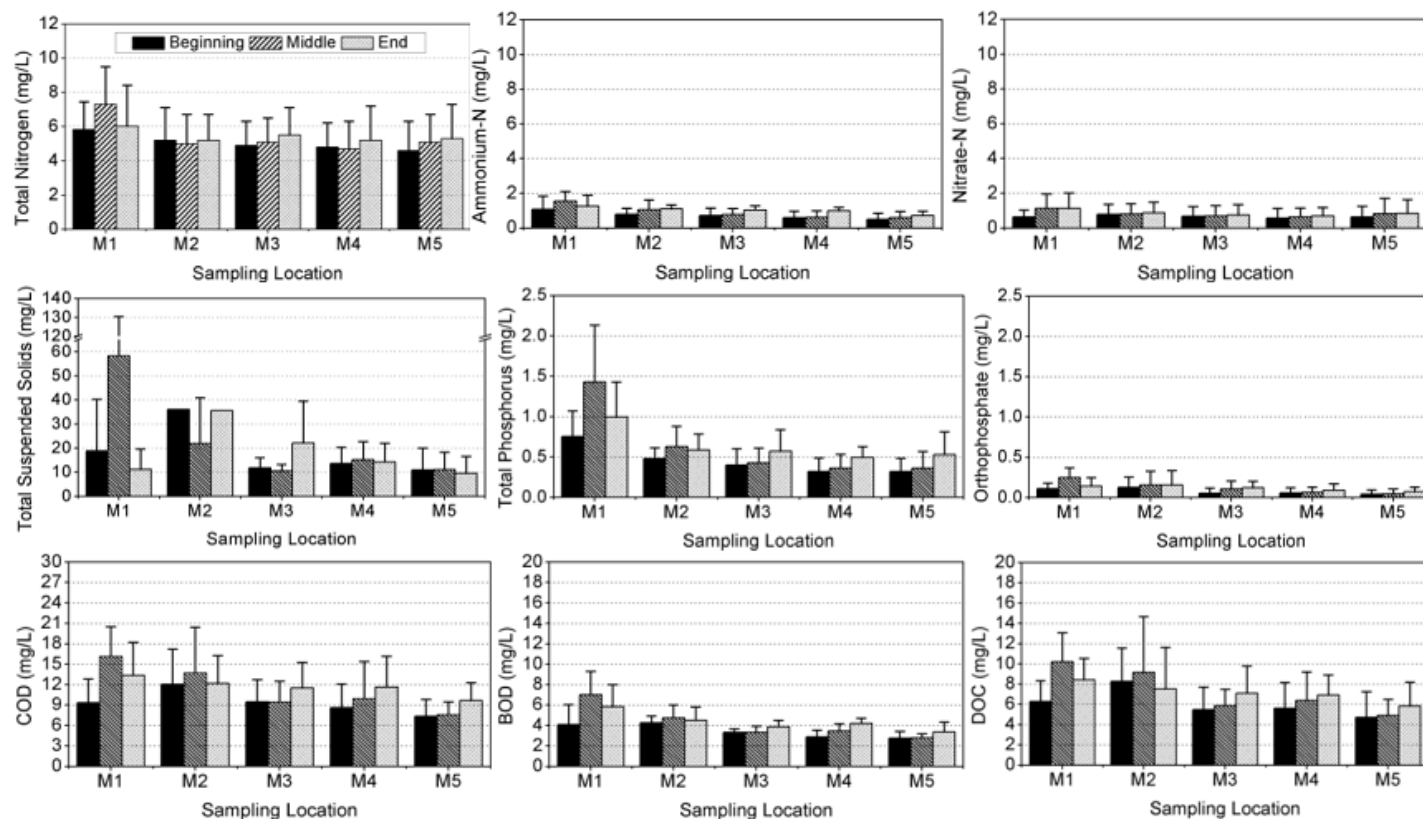 Total Nitrogen (mg/L)
12
10
8
6
4
2
0
Beginning Middle End
M1 M2 M3 M4 M5
Sampling Location
Ammonium-N (mg/L)
12
10
8
6
4
2
0
M1 M2 M3 M4 M5
Sampling Location
Nitrate-N (mg/L)
12
10
8
6
4
2
0
M1 M2 M3 M4 M5
Sampling Location
Total Suspended Solids (mg/L)
140
130
120
60
40
30
20
10
0
M1 M2 M3 M4 M5
Sampling Location
Total Phosphorus (mg/L)
2.5
2.0
1.5
1.0
0.5
0.0
M1 M2 M3 M4 M5
Sampling Location
Orthophosphate (mg/L)
2.5
2.0
1.5
1.0
0.5
0.0
M1 M2 M3 M4 M5
Sampling Location
COD (mg/L)
30
27
24
21
18
15
12
9
6
3
0
M1 M2 M3 M4 M5
Sampling Location
BOD (mg/L)
20
18
16
14
12
10
8
6
4
2
0
M1 M2 M3 M4 M5
Sampling Location
DOC (mg/L)
20
18
16
14
12
10
8
6
4
2
0
M1 M2 M3 M4 M5
Sampling Location